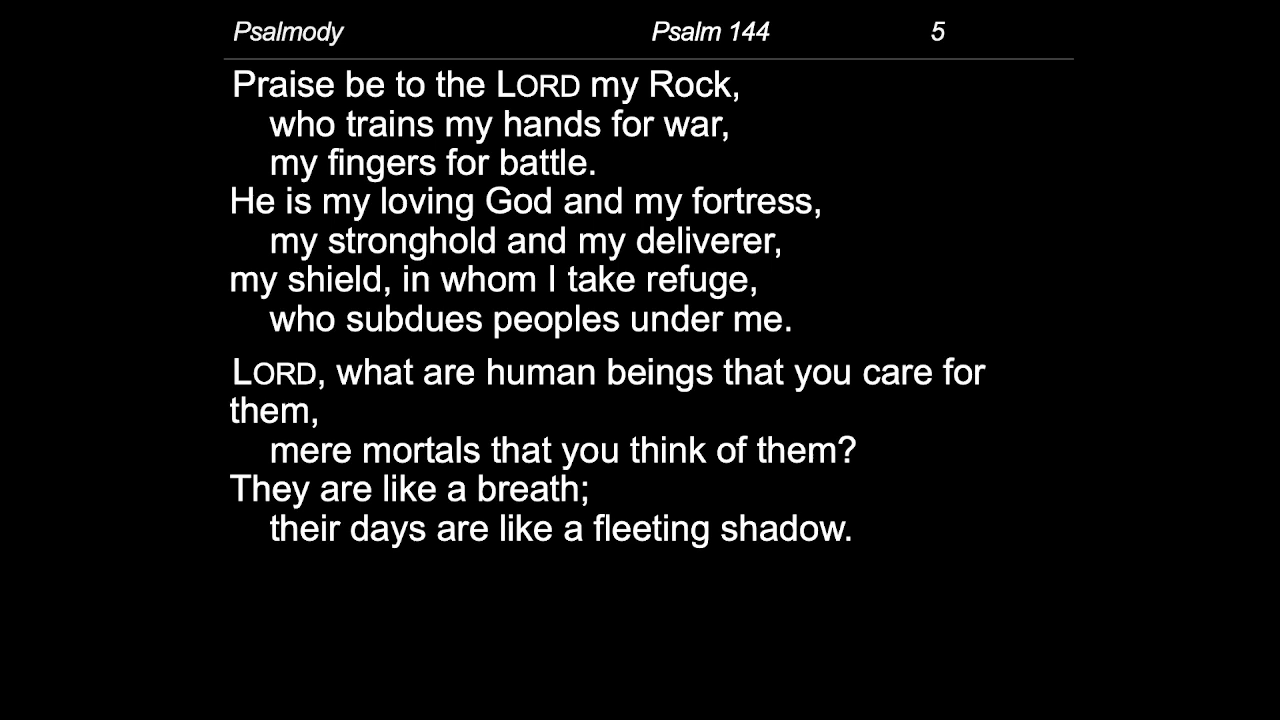 Psalmody Psalm 144 5
Praise be to the LORD my Rock,
who trains my hands for war,
my fingers for battle.
He is my loving God and my fortress,
my stronghold and my deliverer,
my shield, in whom I take refuge,
who subdues peoples under me.
LORD, what are human beings that you care for
them,
mere mortals that you think of them?
They are like a breath;
their days are like a fleeting shadow.